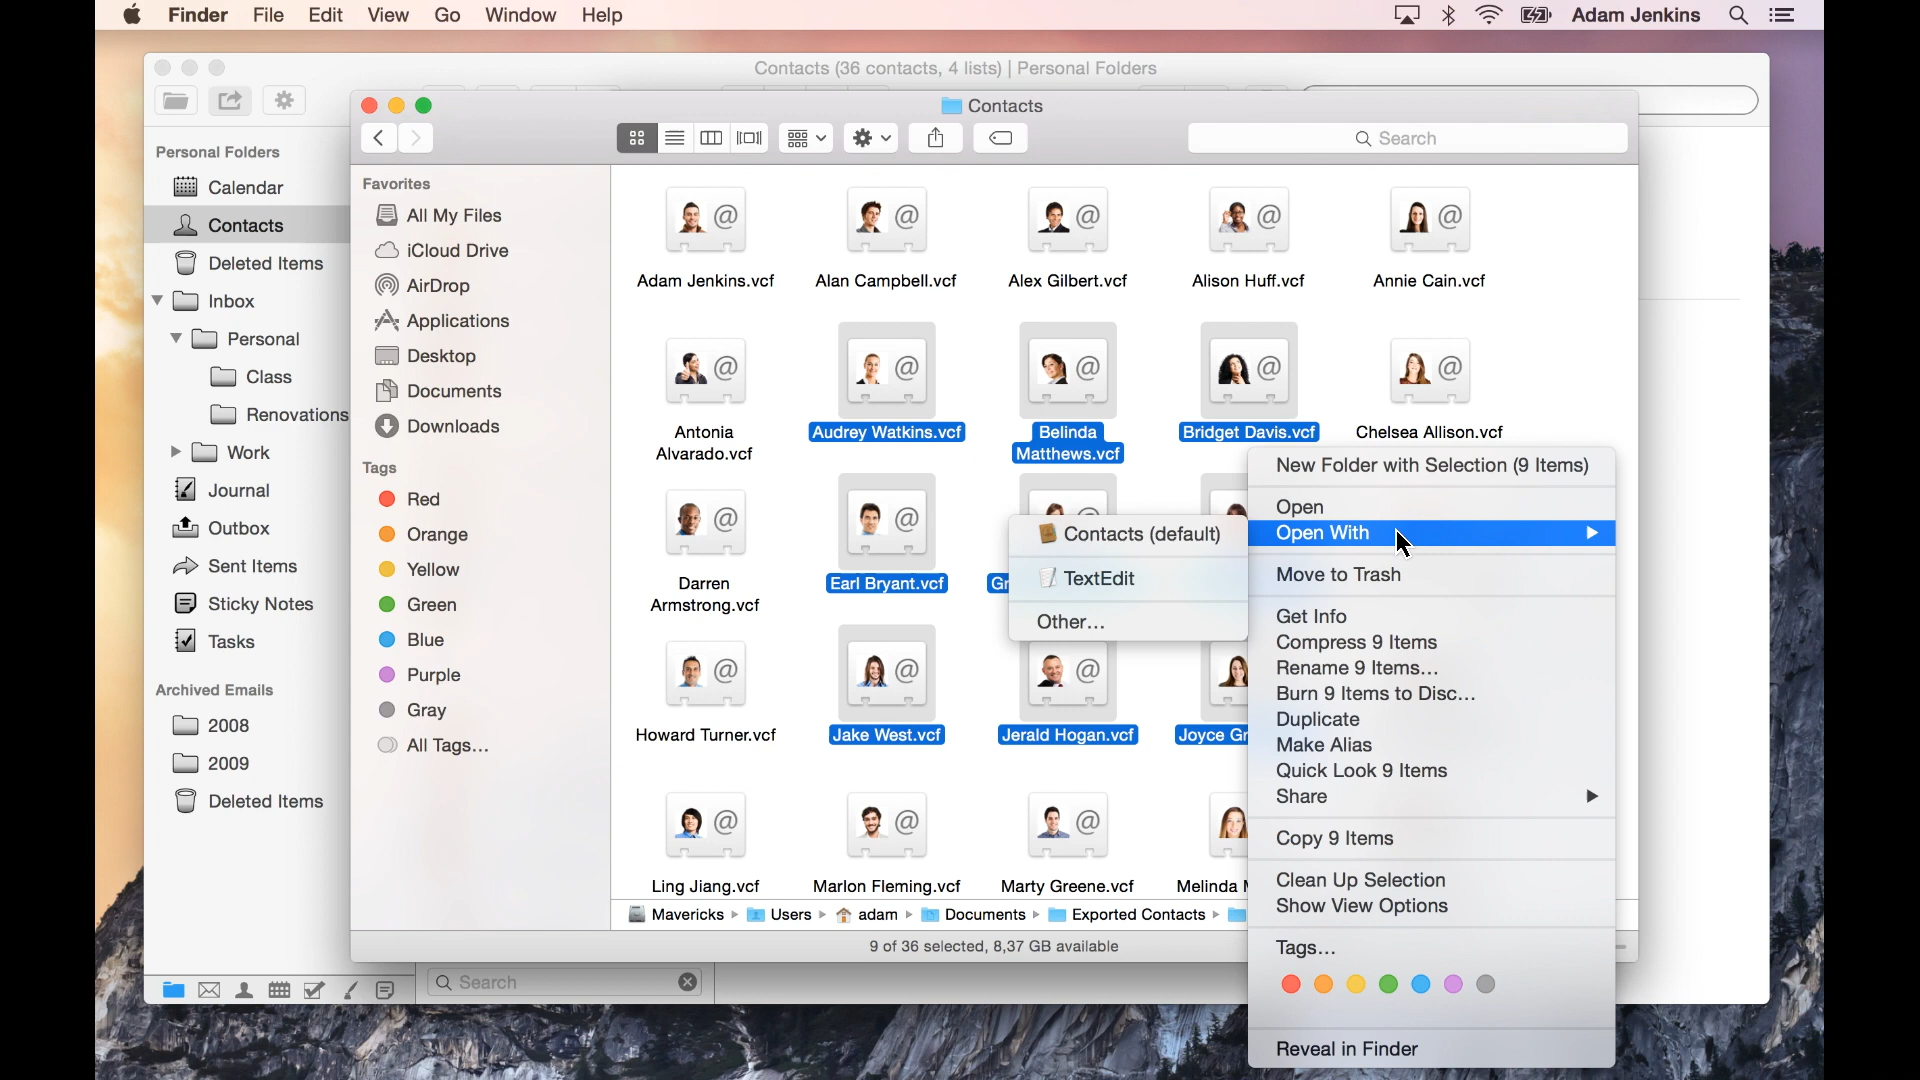 Finder File Edit View Go Window Help Adam Jenkins
Contacts (36 contacts, 4 lists) | Personal Folders
Contacts
Search
Personal Folders
Calendar
Contacts
Deleted Items
Inbox
Personal
Class
Renovations
Work
Journal
Outbox
Sent Items
Sticky Notes
Tasks
Archived Emails
2008
2009
Deleted Items
Search
Favorites
All My Files
iCloud Drive
AirDrop
Applications
Desktop
Documents
Downloads
Tags
Red
Orange
Yellow
Green
Blue
Purple
Gray
All Tags...
@ @ @ @ @
Adam Jenkins.vcf Alan Campbell.vcf Alex Gilbert.vcf Alison Huff.vcf Annie Cain.vcf
@ @ @ @ @
Antonia Audrey Watkins.vcf Belinda Bridget Davis.vcf Chelsea Allison.vcf
Alvarado.vcf Matthews.vcf
@ @
Darren Earl Bryant.vcf Gr
Armstrong.vcf
@ @ @
Howard Turner.vcf Jake West.vcf Jerald Hogan.vcf Joyce Gr
@ @ @
Ling Jiang.vcf Marlon Fleming.vcf Marty Greene.vcf Melinda
Mavericks Users adam Documents Exported Contacts
9 of 36 selected, 8,37 GB available
New Folder with Selection (9 Items)
Open
Open With
Contacts (default)
TextEdit
Other...
Move to Trash
Get Info
Compress 9 Items
Rename 9 Items...
Burn 9 Items to Disc...
Duplicate
Make Alias
Quick Look 9 Items
Share
Copy 9 Items
Clean Up Selection
Show View Options
Tags...
Reveal in Finder